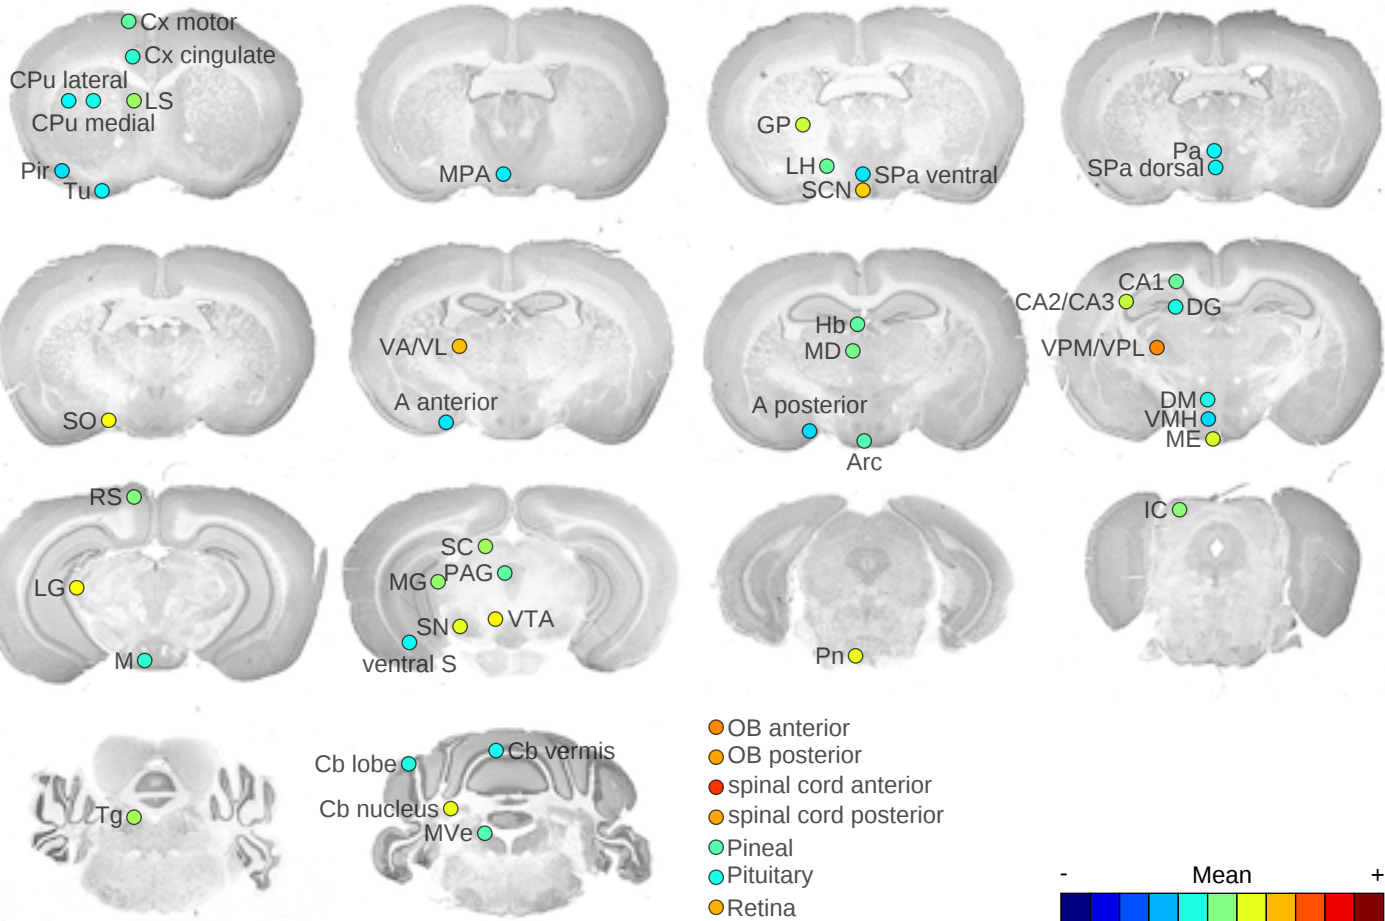 Cx motor
Cx cingulate
CPu lateral
LS
CPu medial
Pir
Tu
MPA
GP
LH
SPa ventral
SCN
Pa
SPa dorsal
SO
VA/VL
A anterior
Hb
MD
A posterior
Arc
CA1
CA2/CA3
DG
VPM/VPL
DM
VMH
ME
RS
LG
M
SC
MG
PAG
SN
VTA
ventral S
Pn
IC
Tg
Cb lobe
Cb vermis
Cb nucleus
MVe
OB anterior
OB posterior
spinal cord anterior
spinal cord posterior
Pineal
Pituitary
Retina
- Mean +